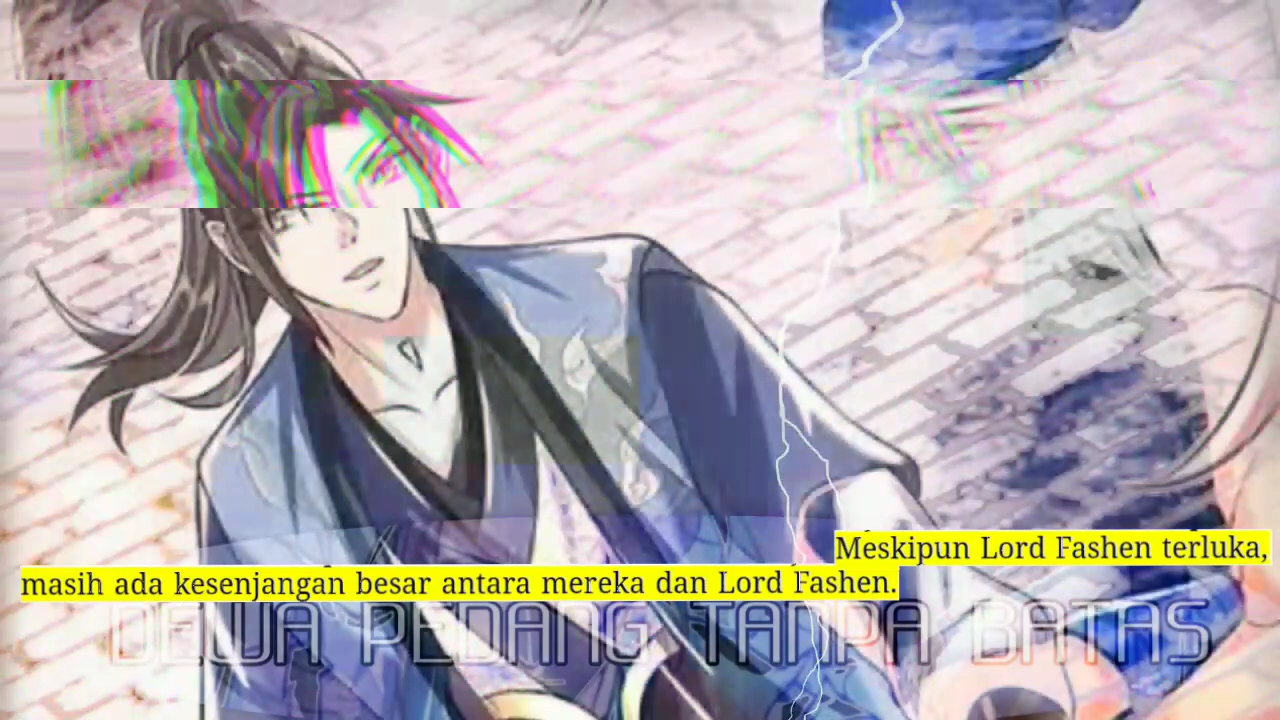 Meskipun Lord Fashen terluka,
masih ada kesenjangan besar antara mereka dan Lord Fashen.
DEWA PEDANG TANPA BATAS